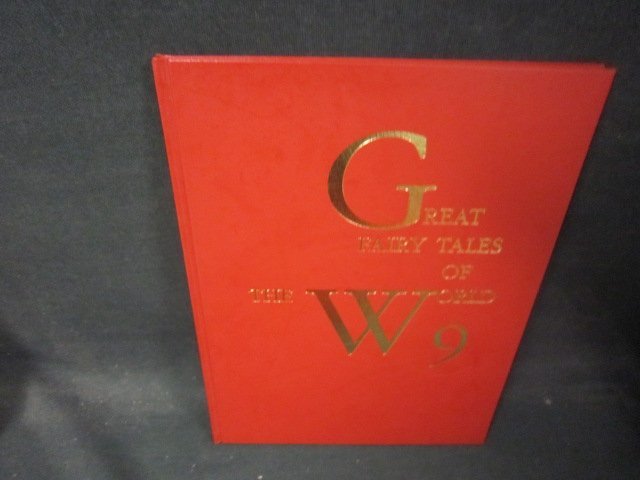 GREAT
FAIRY TALES
OF
THE WORLD
9